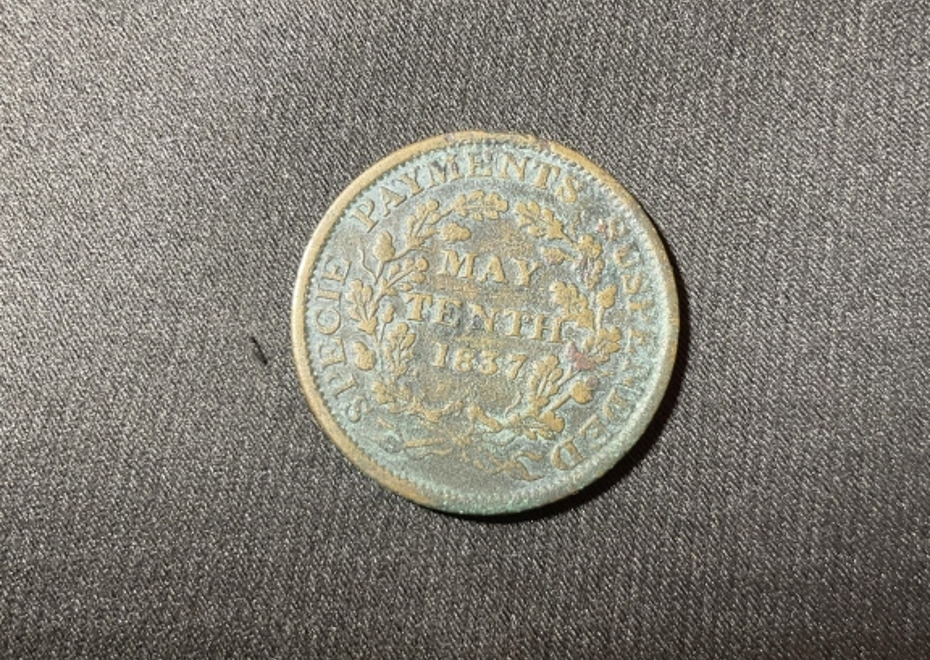 SPECIE PAYMENTS SUSPENDED
MAY
TENTH
1837